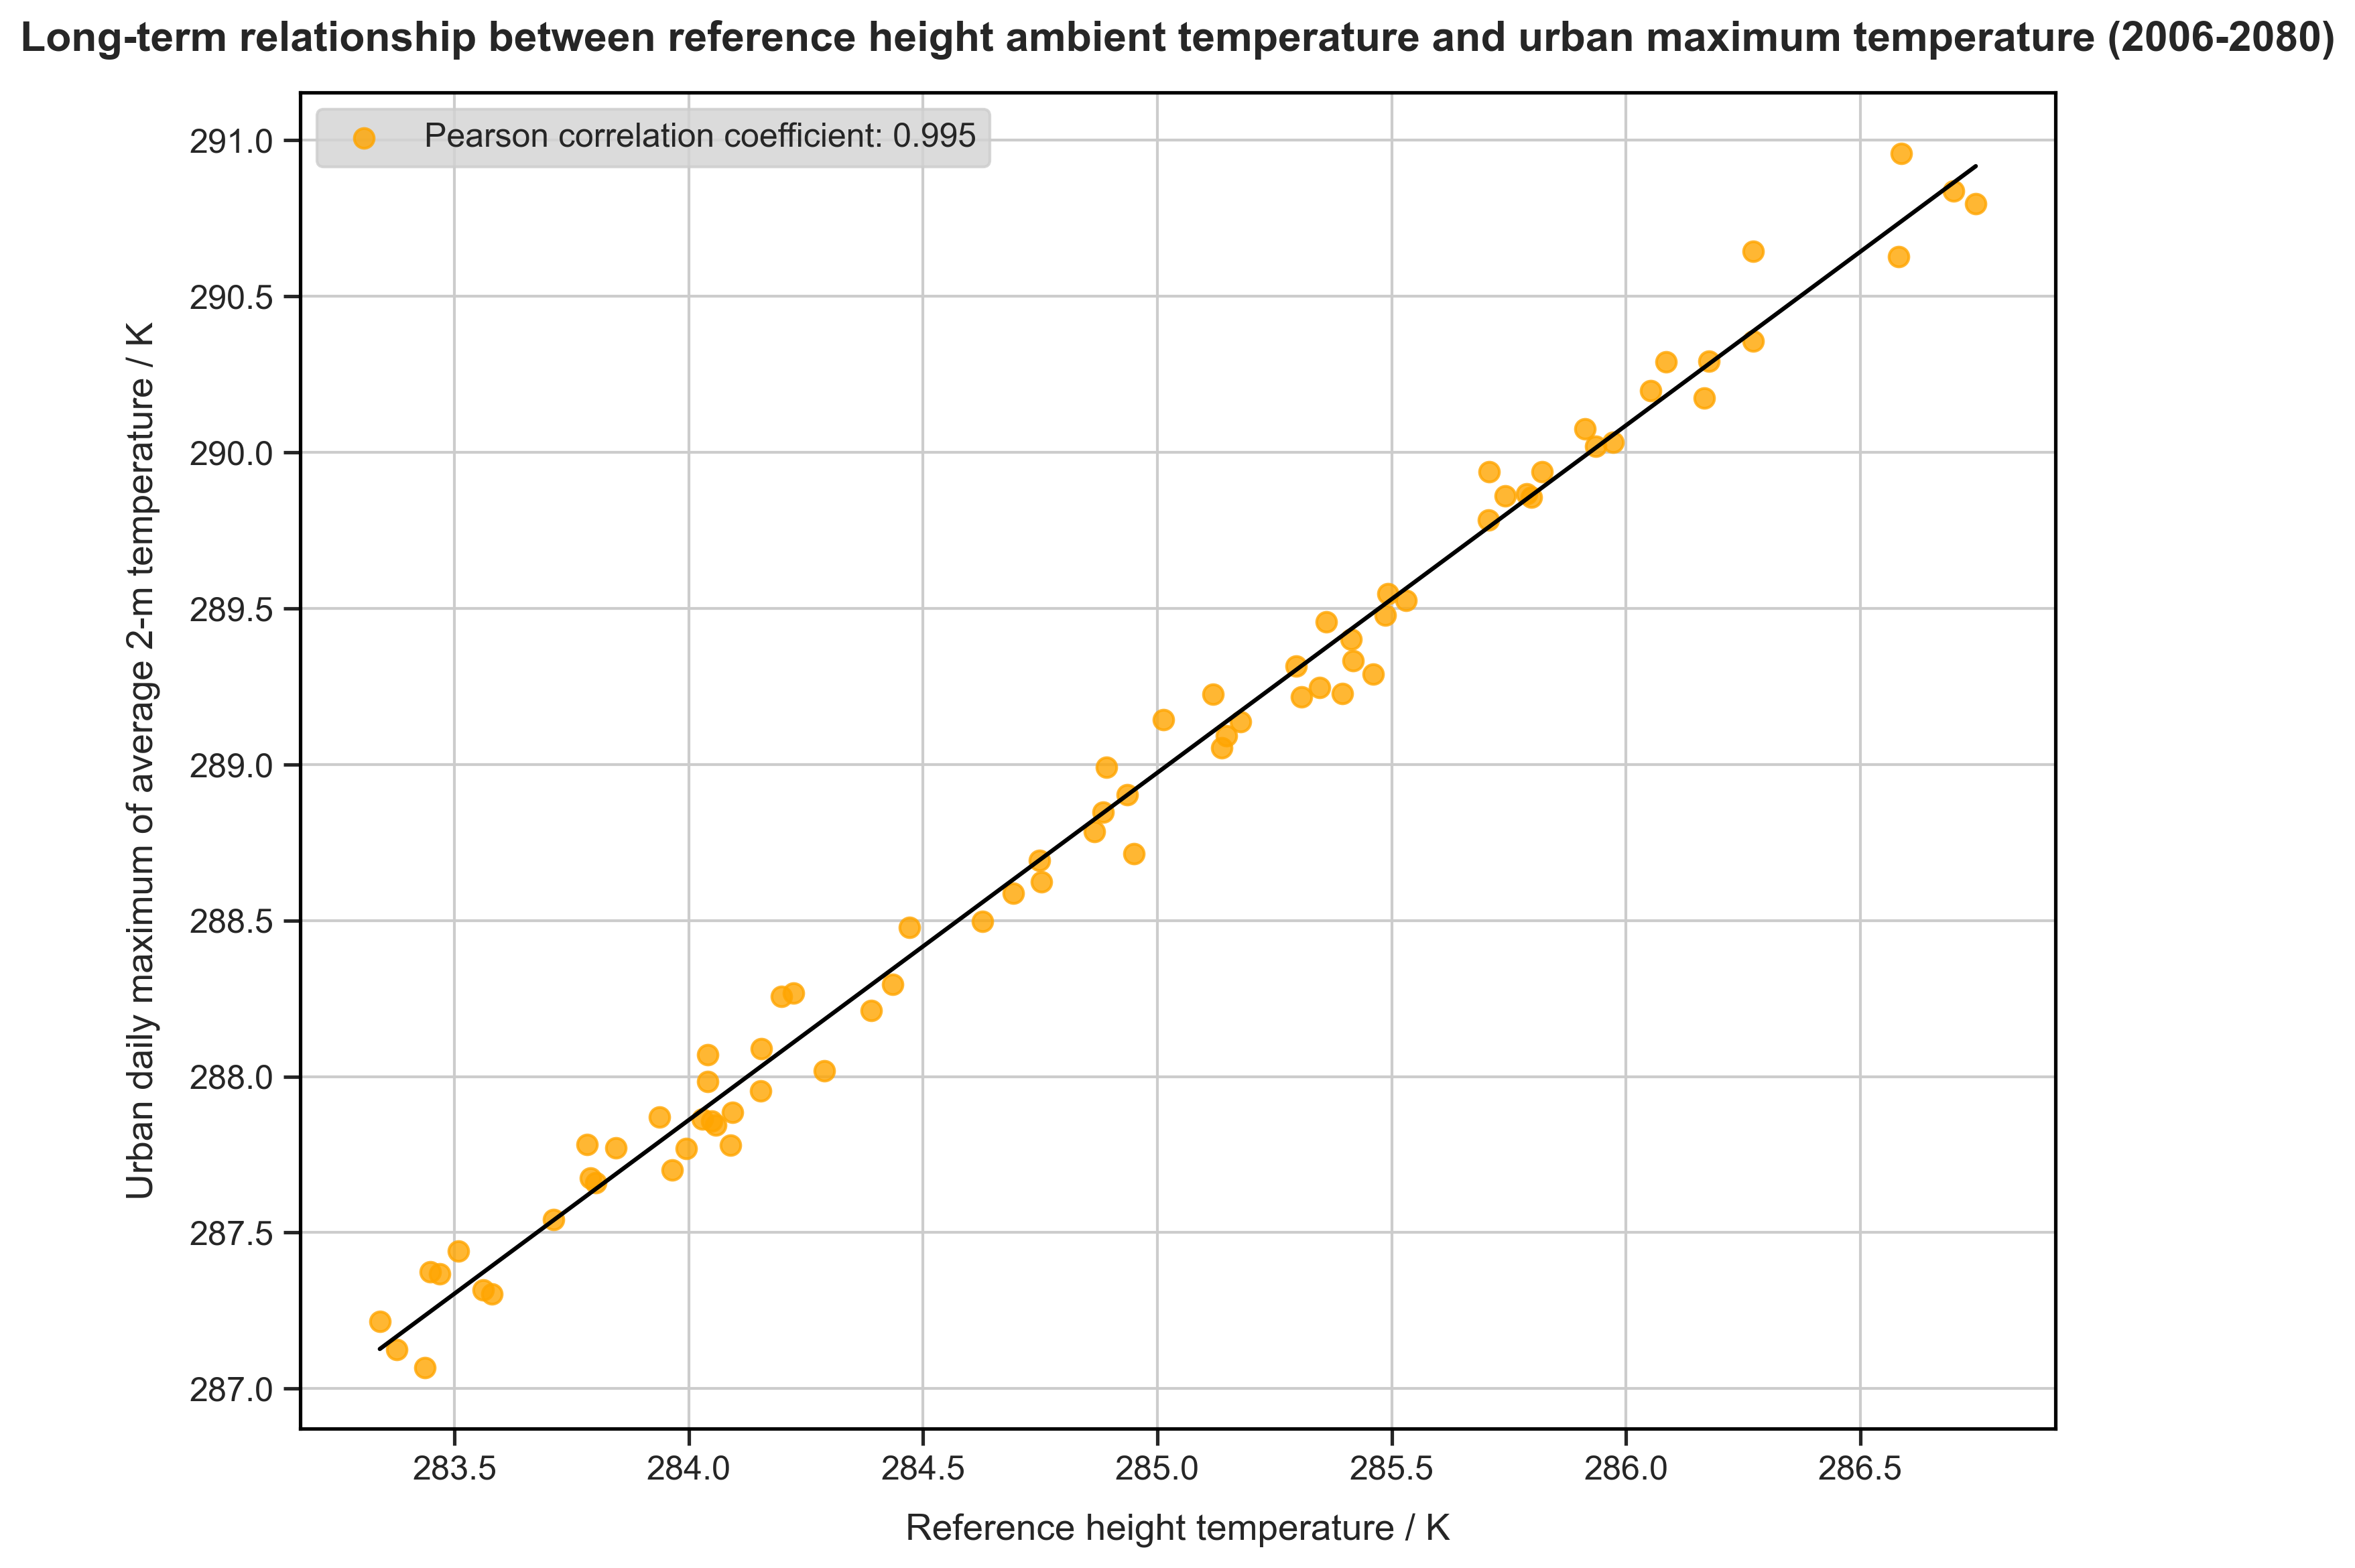 Long-term relationship between reference height ambient temperature and urban maximum temperature (2006-2080)
Pearson correlation coefficient: 0.995
Urban daily maximum of average 2-m temperature / K
291.0
290.5
290.0
289.5
289.0
288.5
288.0
287.5
287.0
283.5 284.0 284.5 285.0 285.5 286.0 286.5
Reference height temperature / K